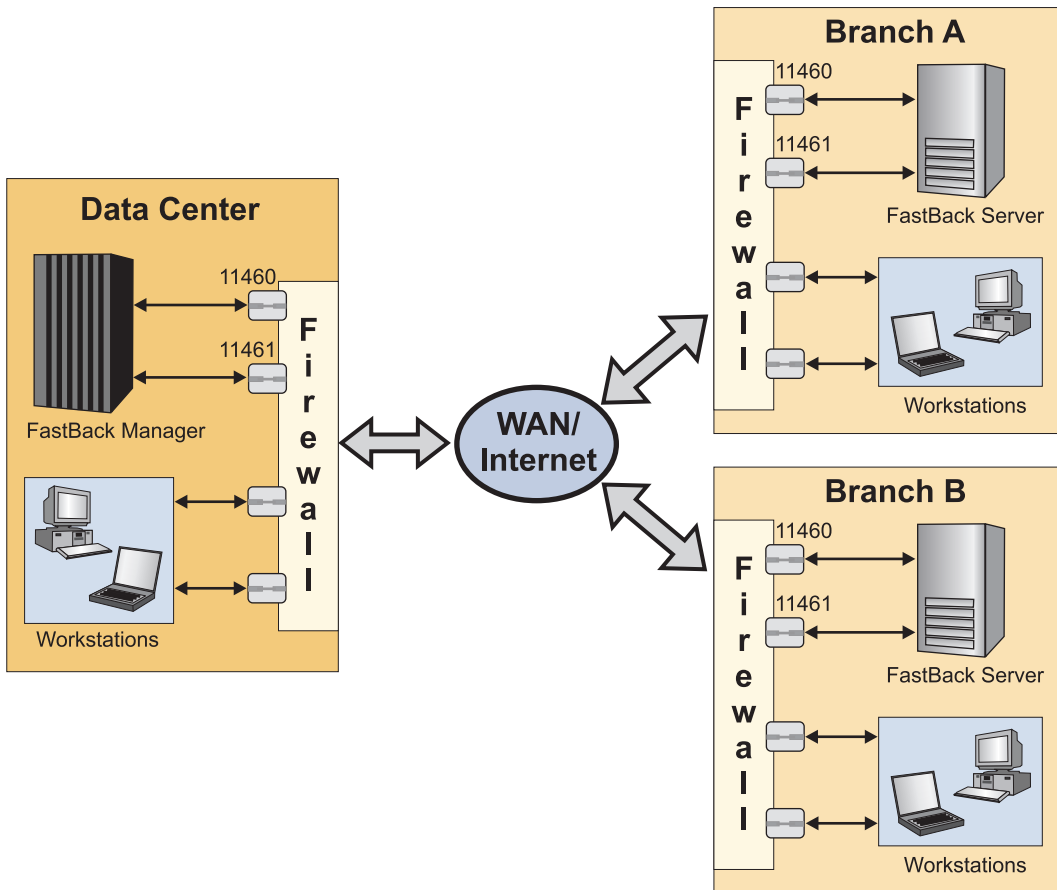 Data Center
11460
11461
FastBack Manager
Firewall
Workstations
WAN/
Internet
Branch A
11460
11461
Firewall
FastBack Server
Workstations
Branch B
11460
11461
Firewall
FastBack Server
Workstations